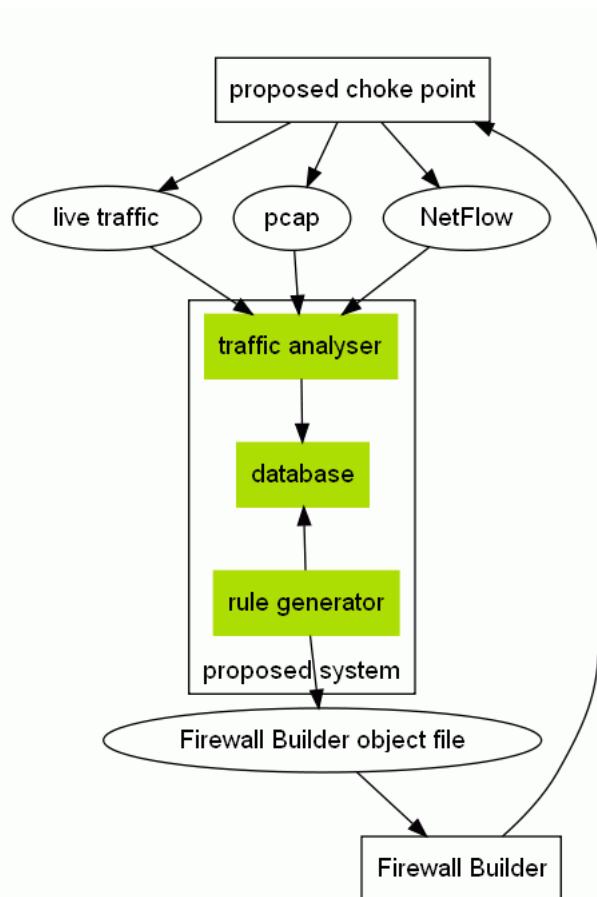 proposed choke point
live traffic
pcap
NetFlow
traffic analyser
database
rule generator
proposed system
Firewall Builder object file
Firewall Builder